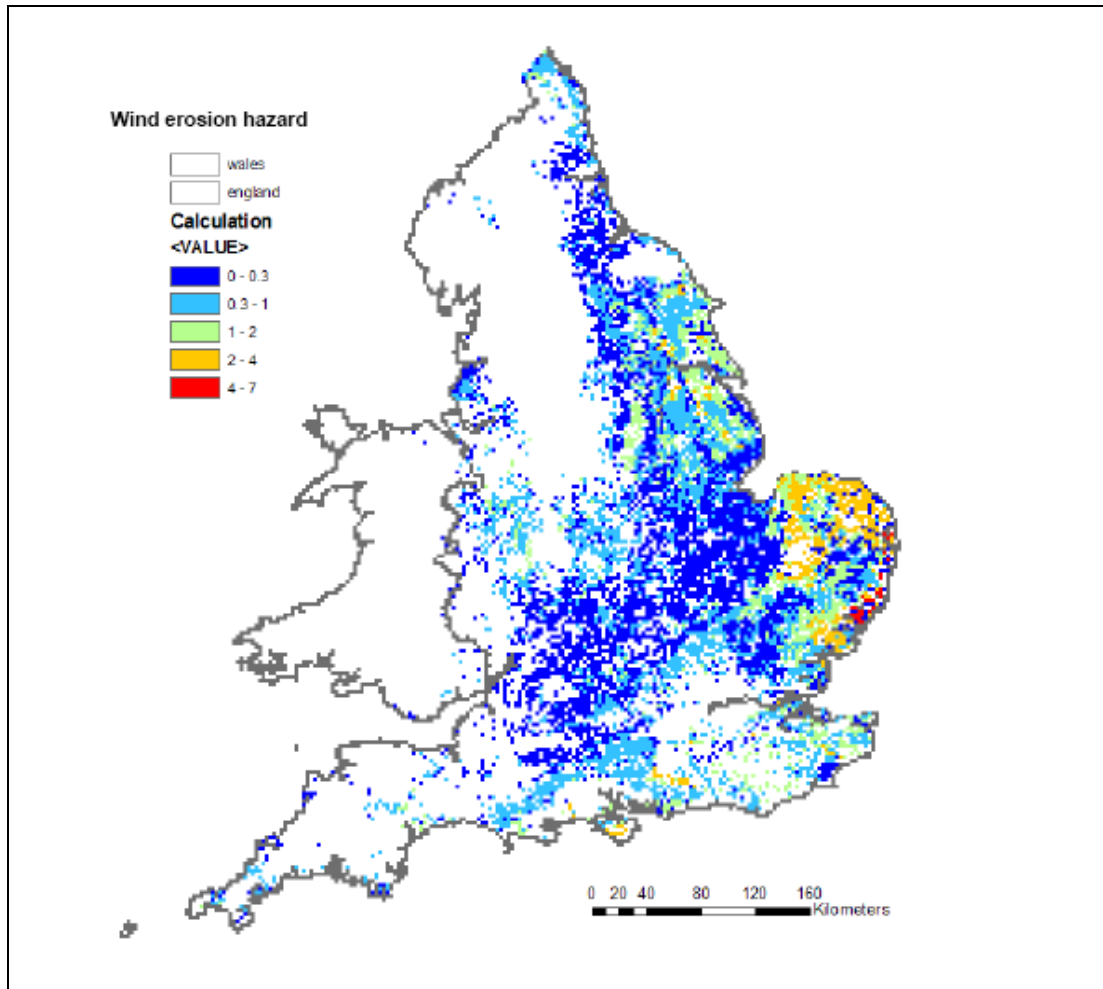 Wind erosion hazard
wales
england
Calculation
<VALUE>
0 - 0.3
0.3 - 1
1 - 2
2 - 4
4 - 7
0 20 40 80 120 160
Kilometers